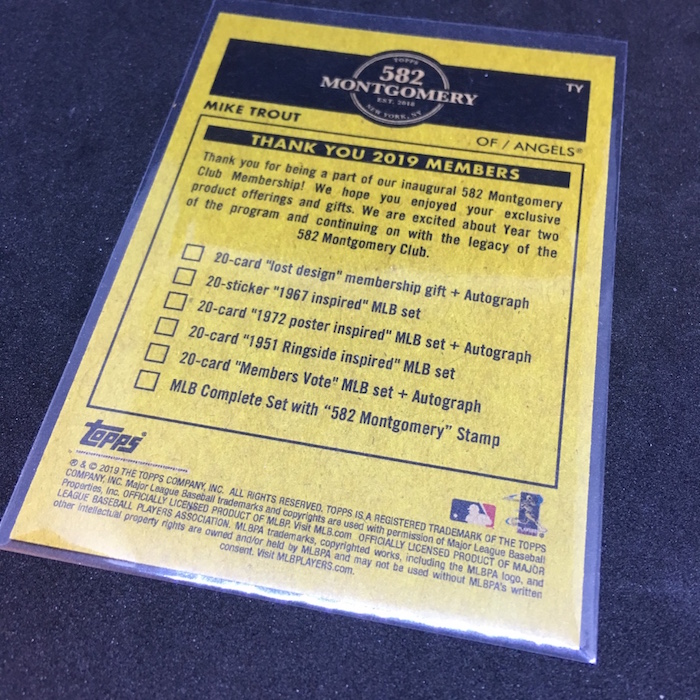 TOPPS
582
MONTGOMERY
EST. 2018
NEW YORK, NY
TY
MIKE TROUT
OF / ANGELS®
THANK YOU 2019 MEMBERS
Thank you for being a part of our inaugural 582 Montgomery
Club Membership! We hope you enjoyed your exclusive
product offerings and gifts. We are excited about Year two
of the program and continuing on with the legacy of the
582 Montgomery Club.
20-card "lost design" membership gift + Autograph
20-sticker "1967 inspired" MLB set
20-card "1972 poster inspired" MLB set + Autograph
20-card "1951 Ringside inspired" MLB set
20-card "Members Vote" MLB set + Autograph
MLB Complete Set with “582 Montgomery” Stamp
topps®
® & © 2019 THE TOPPS COMPANY, INC. ALL RIGHTS RESERVED. TOPPS IS A REGISTERED TRADEMARK OF THE TOPPS
COMPANY, INC. Major League Baseball trademarks and copyrights are used with permission of Major League Baseball
Properties, Inc. OFFICIALLY LICENSED PRODUCT OF MLBP. Visit MLB.com OFFICIALLY LICENSED PRODUCT OF MAJOR
LEAGUE BASEBALL PLAYERS ASSOCIATION. MLBPA trademarks, copyrighted works, including the MLBPA logo, and
other intellectual property rights are owned and/or held by MLBPA and may not be used without MLBPA's written
consent. Visit MLBPLAYERS.com.